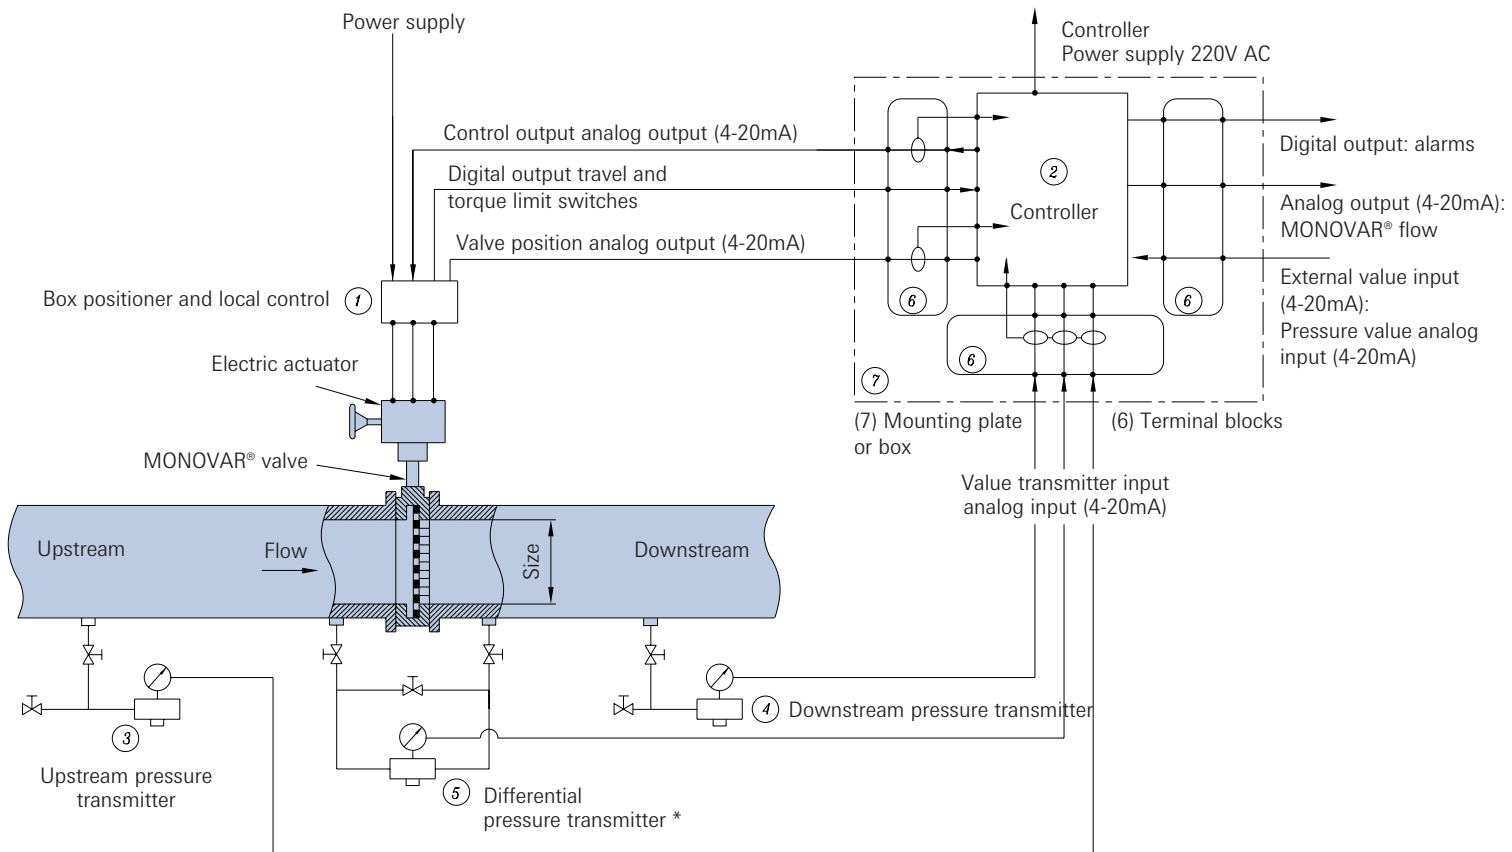 Power supply
Controller
Power supply 220V AC
Control output analog output (4-20mA)
Digital output travel and
torque limit switches
Valve position analog output (4-20mA)
2
Controller
Digital output: alarms
Analog output (4-20mA):
MONOVAR® flow
External value input
(4-20mA):
Pressure value analog
input (4-20mA)
6
6
6
7
Box positioner and local control 1
Electric actuator
MONOVAR® valve
(7) Mounting plate
or box
(6) Terminal blocks
Value transmitter input
analog input (4-20mA)
Upstream
Flow
Size
Downstream
3
Upstream pressure
transmitter
4 Downstream pressure transmitter
5 Differential
pressure transmitter *